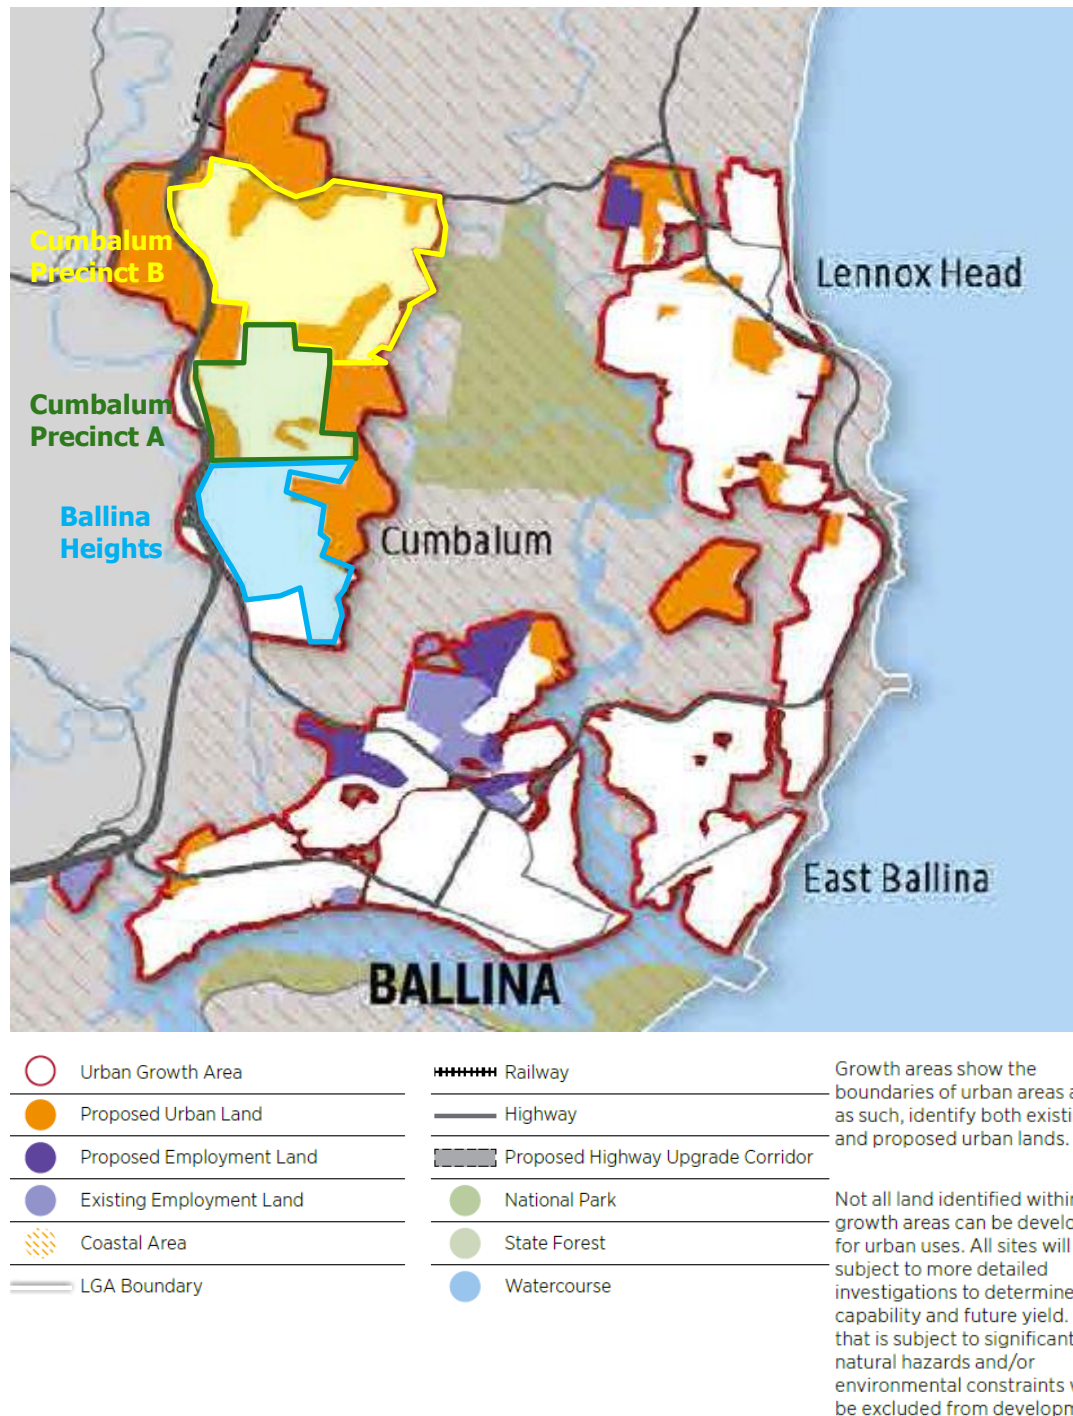 Cumbalum
Precinct B
Lennox Head
Cumbalum
Precinct A
Ballina
Heights
Cumbalum
East Ballina
BALLINA
Urban Growth Area
Proposed Urban Land
Proposed Employment Land
Existing Employment Land
Coastal Area
LGA Boundary
Railway
Highway
Proposed Highway Upgrade Corridor
National Park
State Forest
Watercourse
Growth areas show the
boundaries of urban areas a
as such, identify both existi
and proposed urban lands.
Not all land identified within
growth areas can be develo
for urban uses. All sites will
subject to more detailed
investigations to determine
capability and future yield.
that is subject to significant
natural hazards and/or
environmental constraints w
be excluded from developm